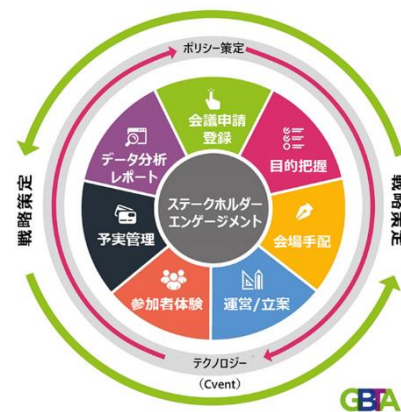 ポリシー策定
会議申請
登録
データ分析
レポート
目的把握
戦略策定
ステークホルダー
エンゲージメント
戦略策定
予実管理
会場手配
参加者体験
運営/立案
テクノロジー
(Cvent)
GBTA